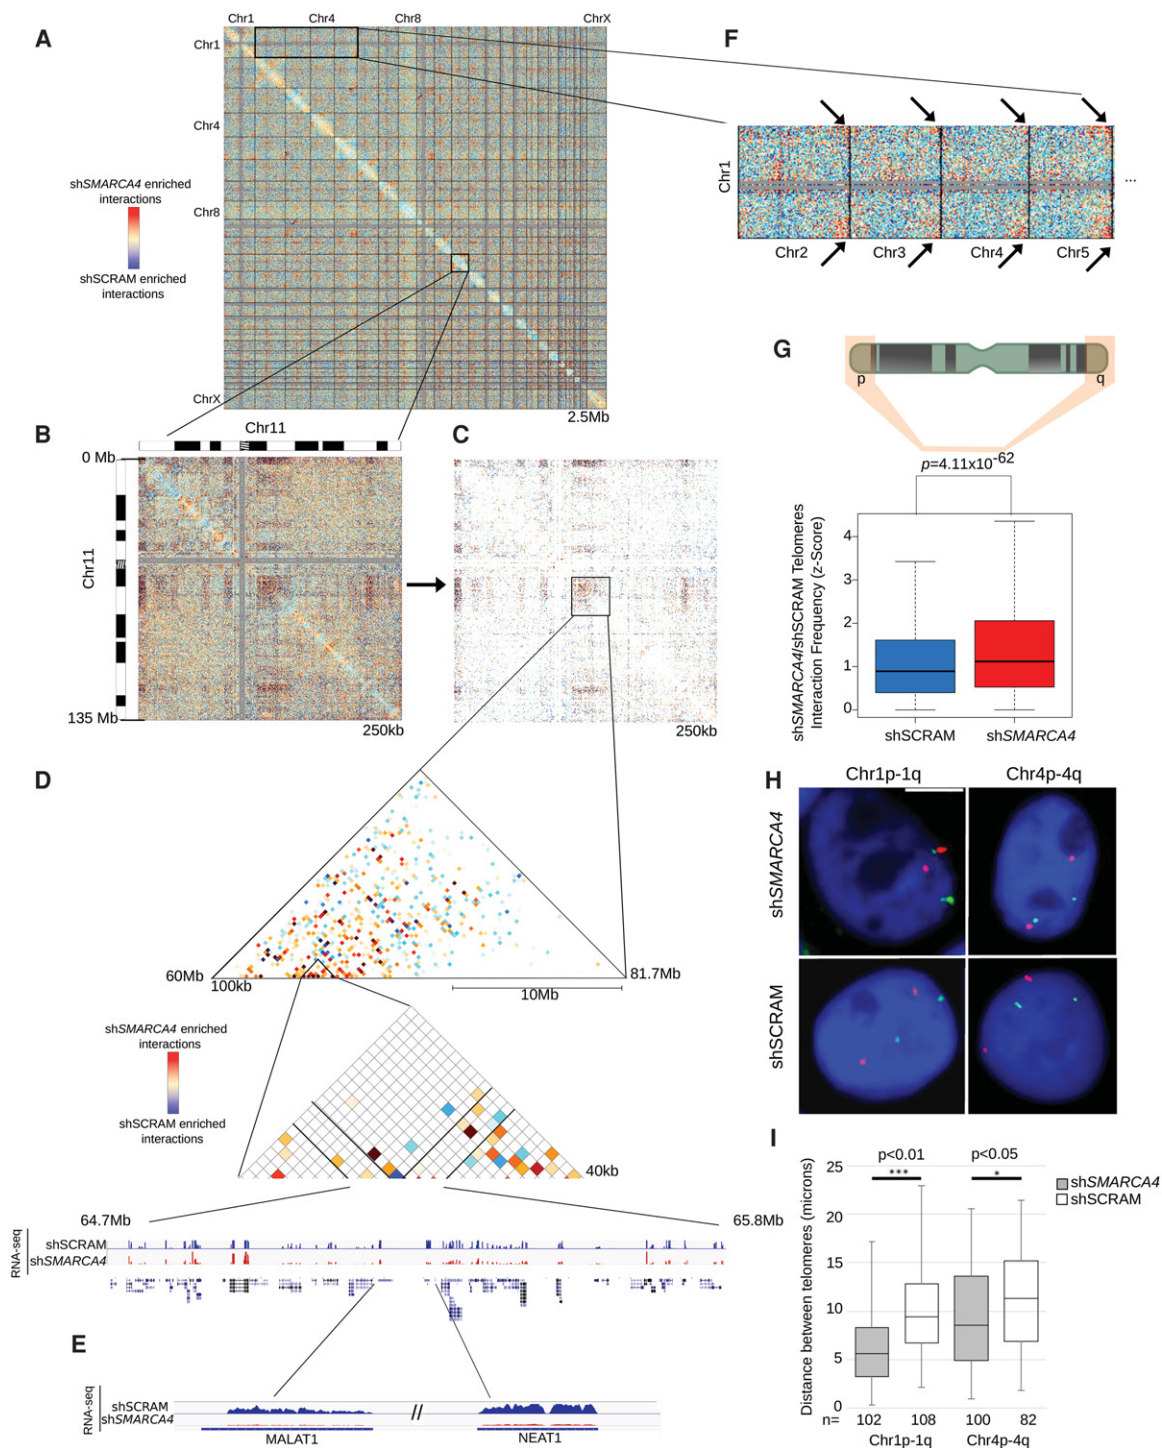 A
Chr1
Chr4
Chr8
ChrX
Chr1
Chr4
Chr8
ChrX
2.5Mb
shSMARCA4 enriched
interactions
shSCRAM enriched
interactions
F
Chr1
Chr2
Chr3
Chr4
Chr5
...
B
Chr11
0 Mb
Chr11
135 Mb
250kb
C
250kb
G
p
q
p=4.11x10-62
shSMARCA4/shSCRAM Telomeres
Interaction Frequency (z-Score)
4
3
2
1
0
shSCRAM
shSMARCA4
D
60Mb
100kb
81.7Mb
10Mb
shSMARCA4 enriched
interactions
shSCRAM enriched
interactions
40kb
64.7Mb
65.8Mb
RNA-seq
shSCRAM
shSMARCA4
E
RNA-seq
shSCRAM
shSMARCA4
//
MALAT1
NEAT1
H
Chr1p-1q
Chr4p-4q
shSMARCA4
shSCRAM
I
p<0.01
p<0.05
***
*
shSMARCA4
shSCRAM
Distance between telomeres (microns)
25
20
15
10
5
0
n=
102
108
100
82
Chr1p-1q
Chr4p-4q